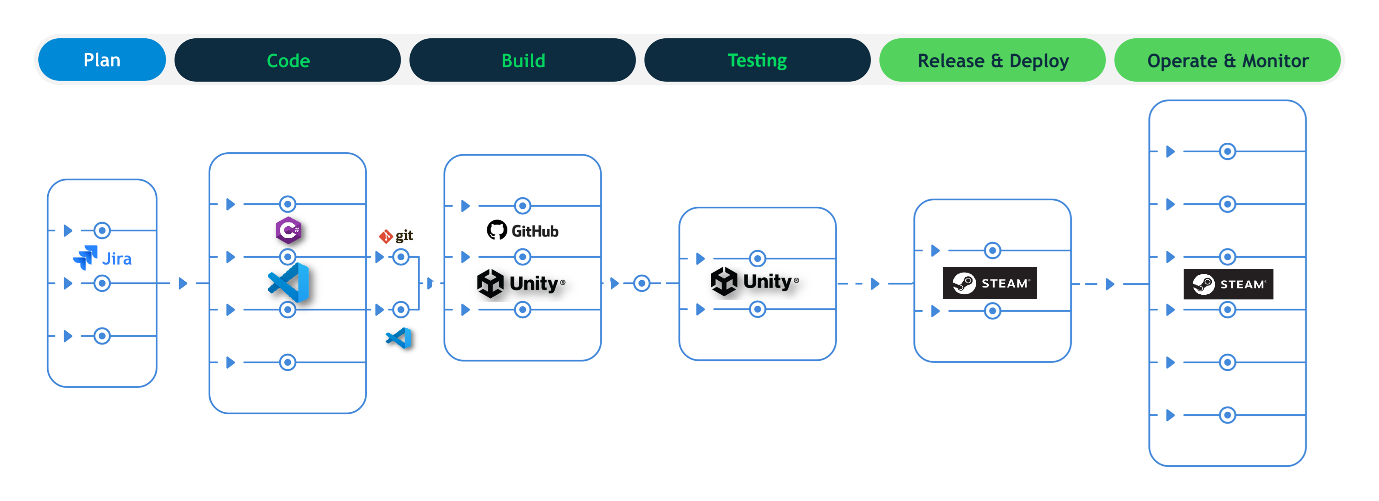 Plan
Code
Build
Testing
Release & Deploy
Operate & Monitor
Jira
C#
git
GitHub
Unity®
Unity®
STEAM®
STEAM®